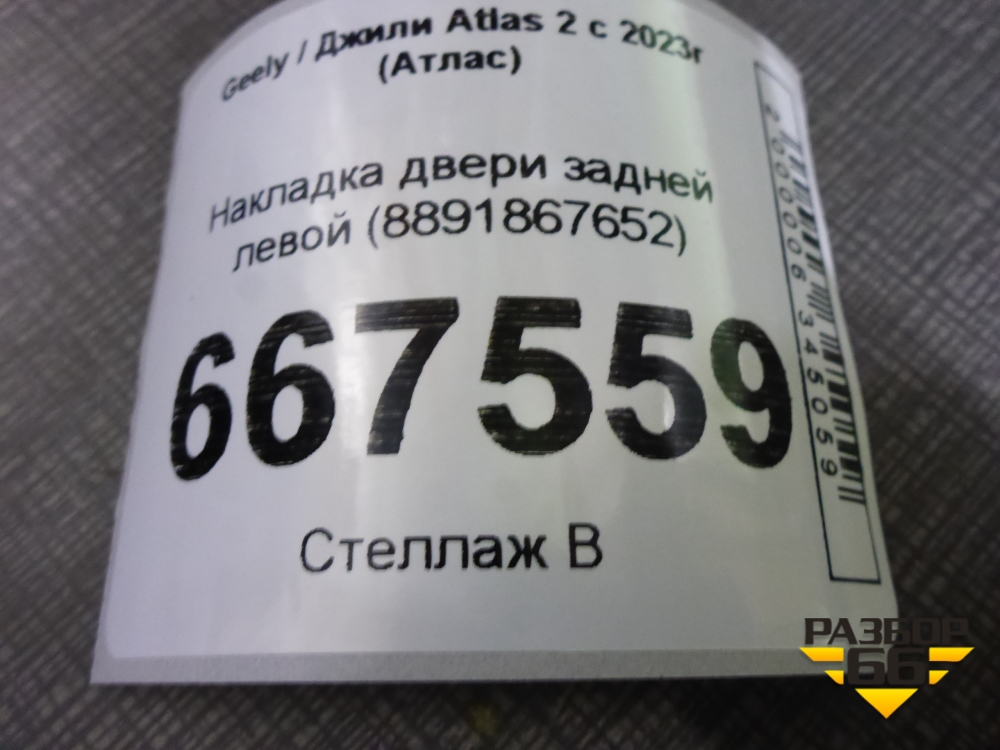 Geely / Джили Atlas 2 с 2023г
(Атлас)
Накладка двери задней
левой (8891867652)
667559
Стеллаж В
2000006345059
РАЗБОР
66